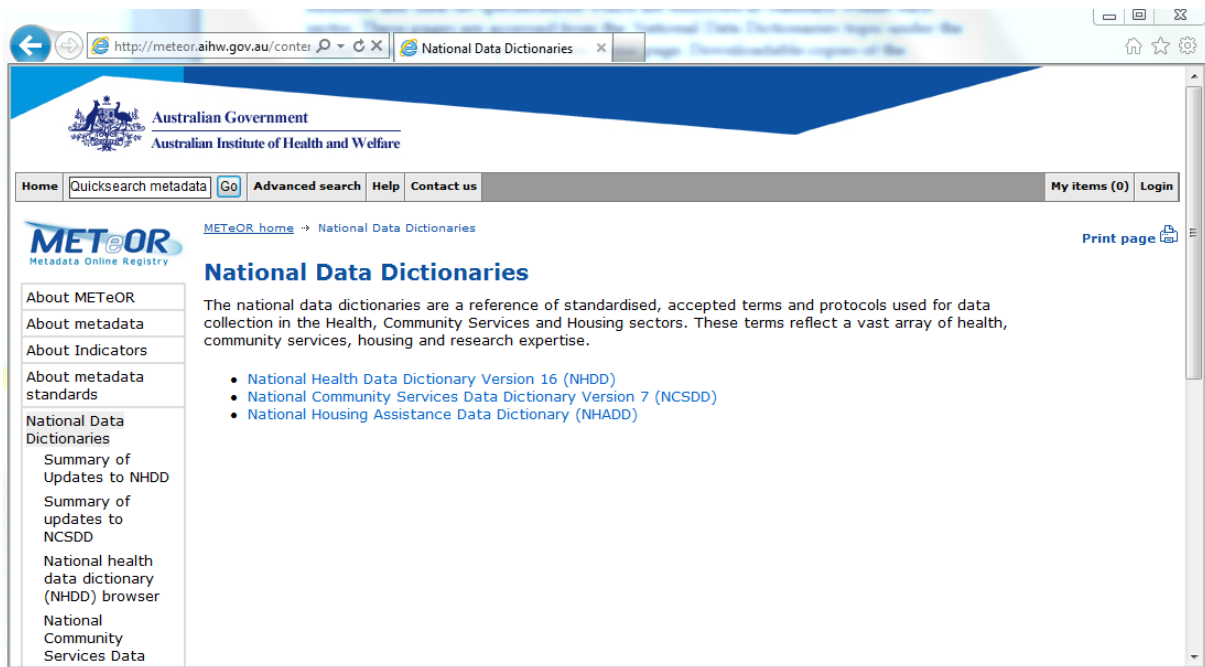 http://meteor.aihw.gov.au/conter
National Data Dictionaries
Australian Government
Australian Institute of Health and Welfare
Home Quicksearch metadata Go Advanced search Help Contact us My items (0) Login
METeOR
Metadata Online Registry
METeOR home National Data Dictionaries
Print page
National Data Dictionaries
The national data dictionaries are a reference of standardised, accepted terms and protocols used for data
collection in the Health, Community Services and Housing sectors. These terms reflect a vast array of health,
community services, housing and research expertise.
• National Health Data Dictionary Version 16 (NHDD)
• National Community Services Data Dictionary Version 7 (NCSDD)
• National Housing Assistance Data Dictionary (NHADD)
About METeOR
About metadata
About Indicators
About metadata
standards
National Data
Dictionaries
Summary of
Updates to NHDD
Summary of
updates to
NCSDD
National health
data dictionary
(NHDD) browser
National
Community
Services Data